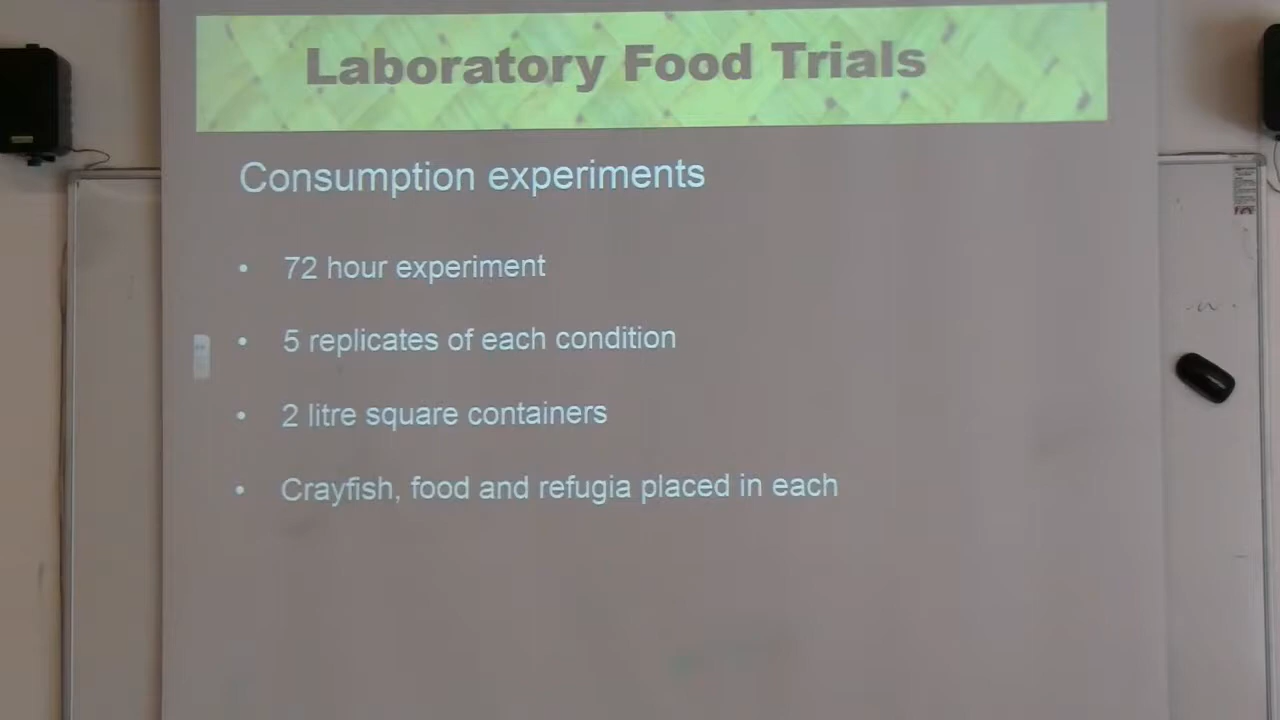 Laboratory Food Trials
Consumption experiments
• 72 hour experiment
• 5 replicates of each condition
• 2 litre square containers
• Crayfish, food and refugia placed in each